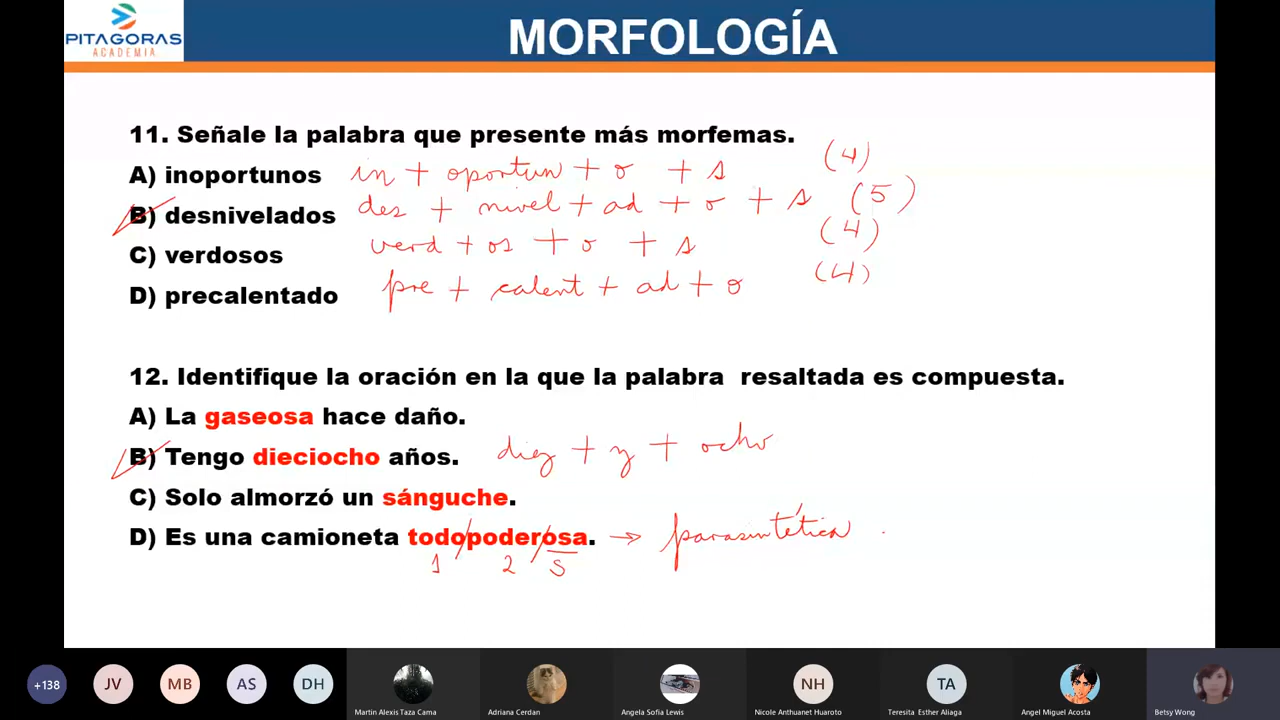 PITAGORAS
ACADEMIA
MORFOLOGÍA
11. Señale la palabra que presente más morfemas.
A) inoportunos in + oportun + o + s (4)
B) desnivelados des + nivel + ad + o + s (5)
C) verdosos verd + os + o + s (4)
D) precalentado pre + calent + ad + o (4)
12. Identifique la oración en la que la palabra resaltada es compuesta.
A) La gaseosa hace daño.
B) Tengo dieciocho años. diez + y + ocho
C) Solo almorzó un sánguche.
D) Es una camioneta todo/poder/osa. → parasintética
1 2 S
+138 JV MB AS DH NH TA
Martin Alexis Taza Cama Adriana Cerdan Angela Sofia Lewis Nicole Anthuanet Huaroto Teresita Esther Aliaga Angel Miguel Acosta Betsy Wong